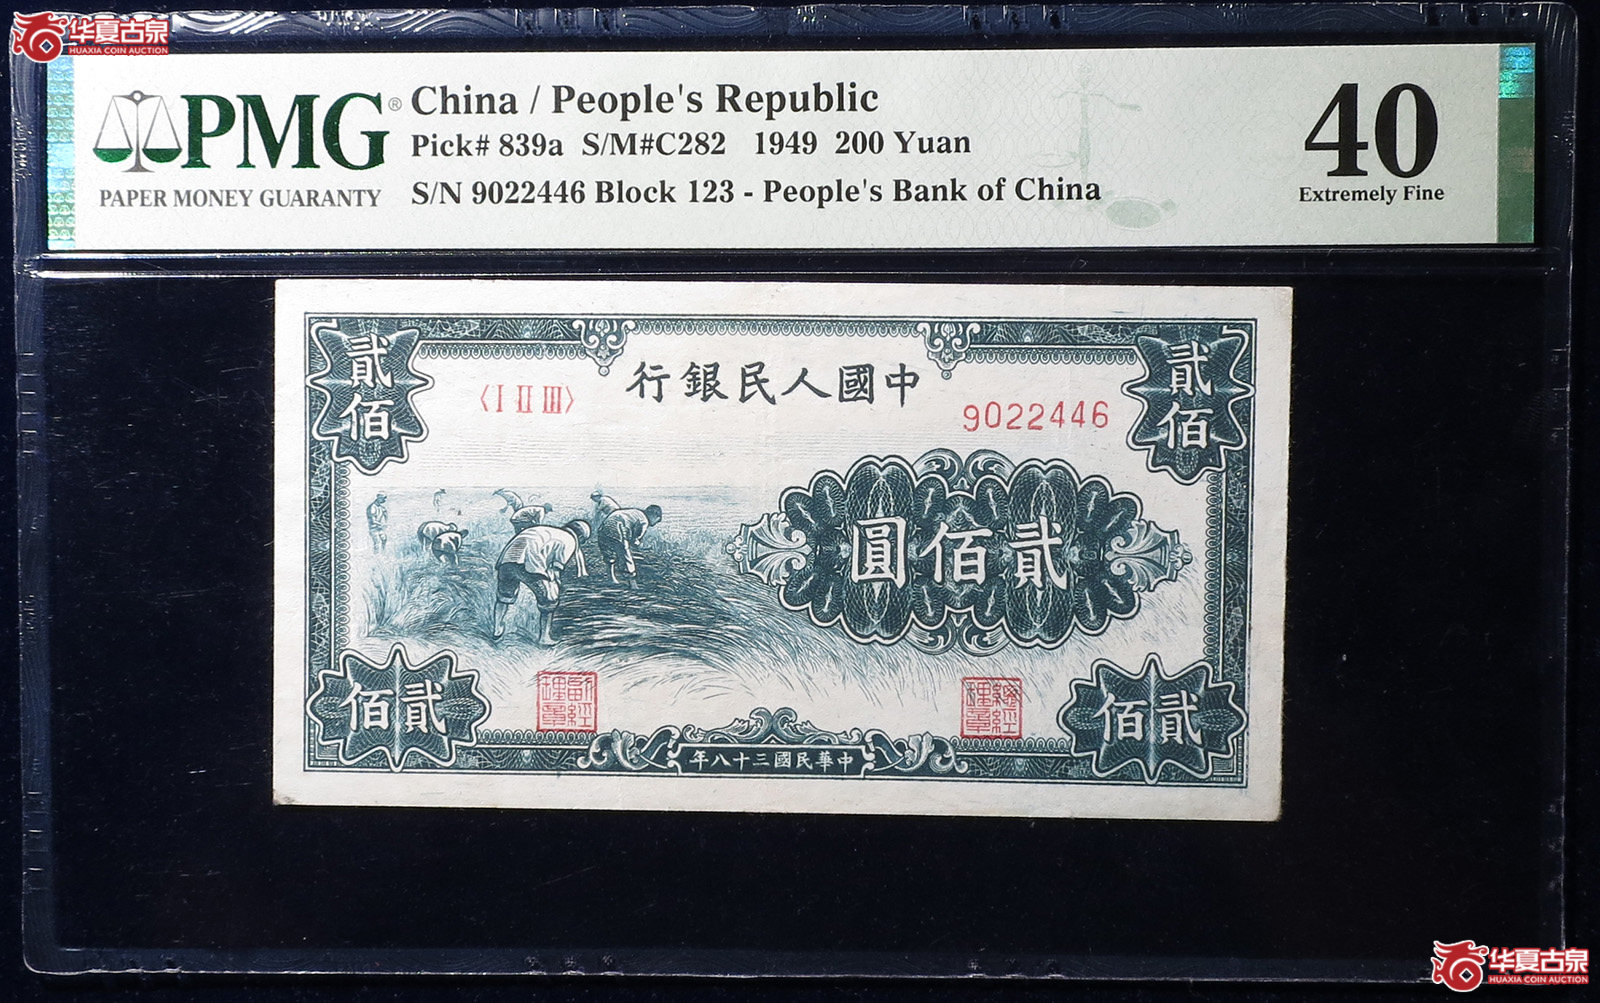 华夏古泉
HUAXIA COIN AUCTION
PMG®
PAPER MONEY GUARANTY
China / People's Republic
Pick# 839a S/M#C282 1949 200 Yuan
S/N 9022446 Block 123 - People's Bank of China
40
Extremely Fine
行銀民人國中
〈I II III〉
9022446
貳佰
貳佰
圓佰貳
佰貳
佰貳
年八十三國民華中
华夏古泉
HUAXIA COIN AUCTION